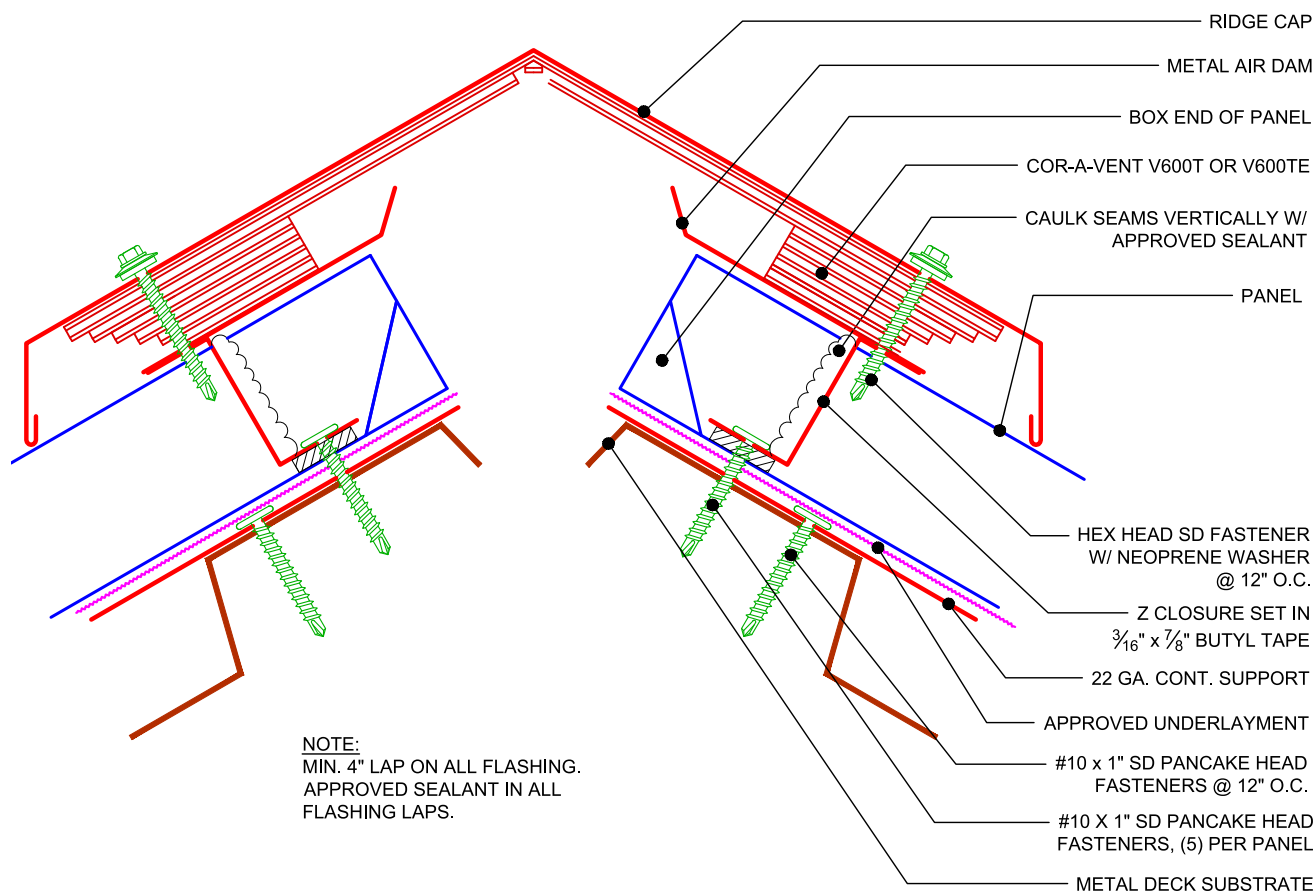 RIDGE CAP
METAL AIR DAM
BOX END OF PANEL
COR-A-VENT V600T OR V600TE
CAULK SEAMS VERTICALLY W/
APPROVED SEALANT
PANEL
HEX HEAD SD FASTENER
W/ NEOPRENE WASHER
@ 12" O.C.
Z CLOSURE SET IN
3/16" x 7/8" BUTYL TAPE
22 GA. CONT. SUPPORT
APPROVED UNDERLAYMENT
#10 x 1" SD PANCAKE HEAD
FASTENERS @ 12" O.C.
#10 X 1" SD PANCAKE HEAD
FASTENERS, (5) PER PANEL
METAL DECK SUBSTRATE
NOTE:
MIN. 4" LAP ON ALL FLASHING.
APPROVED SEALANT IN ALL
FLASHING LAPS.